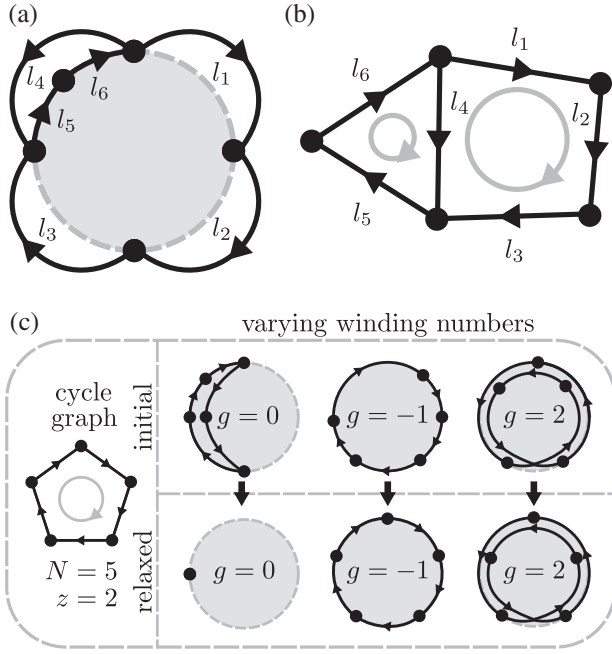 (a)
l₄
l₆
l₁
l₅
l₃
l₂
(b)
l₁
l₆
l₄
l₂
l₅
l₃
(c)
varying winding numbers
cycle
graph
N = 5
z = 2
initial
g = 0
g = −1
g = 2
relaxed
g = 0
g = −1
g = 2